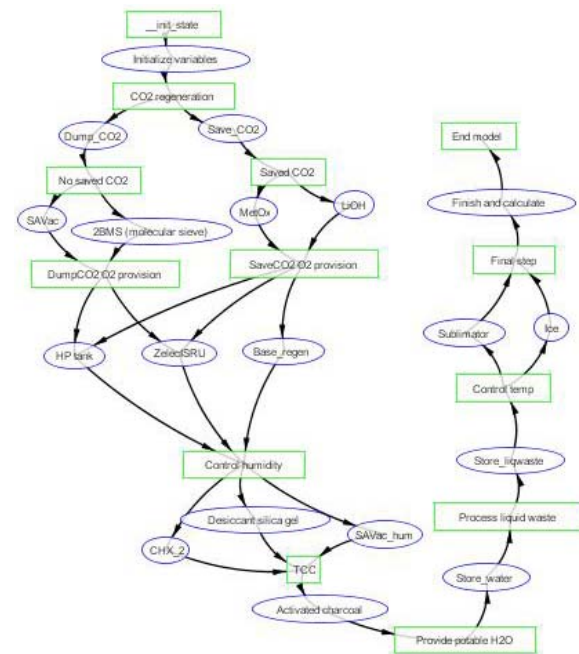 __init_state
Initialize variables
CO2 regeneration
Dump_CO2
Save_CO2
End model
No saved CO2
Saved CO2
SAVac
MetOx
LiOH
Finish and calculate
2BMS (molecular sieve)
DumpCO2 O2 provision
SaveCO2 O2 provision
Final step
HP tank
ZeleclSRU
Base_regen
Sublimator
Ice
Control temp
Control humidity
Store_liqwaste
Desiccant silica gel
Process liquid waste
CHX_2
SAVac_hum
TCC
Store_water
Activated charcoal
Provide potable H2O